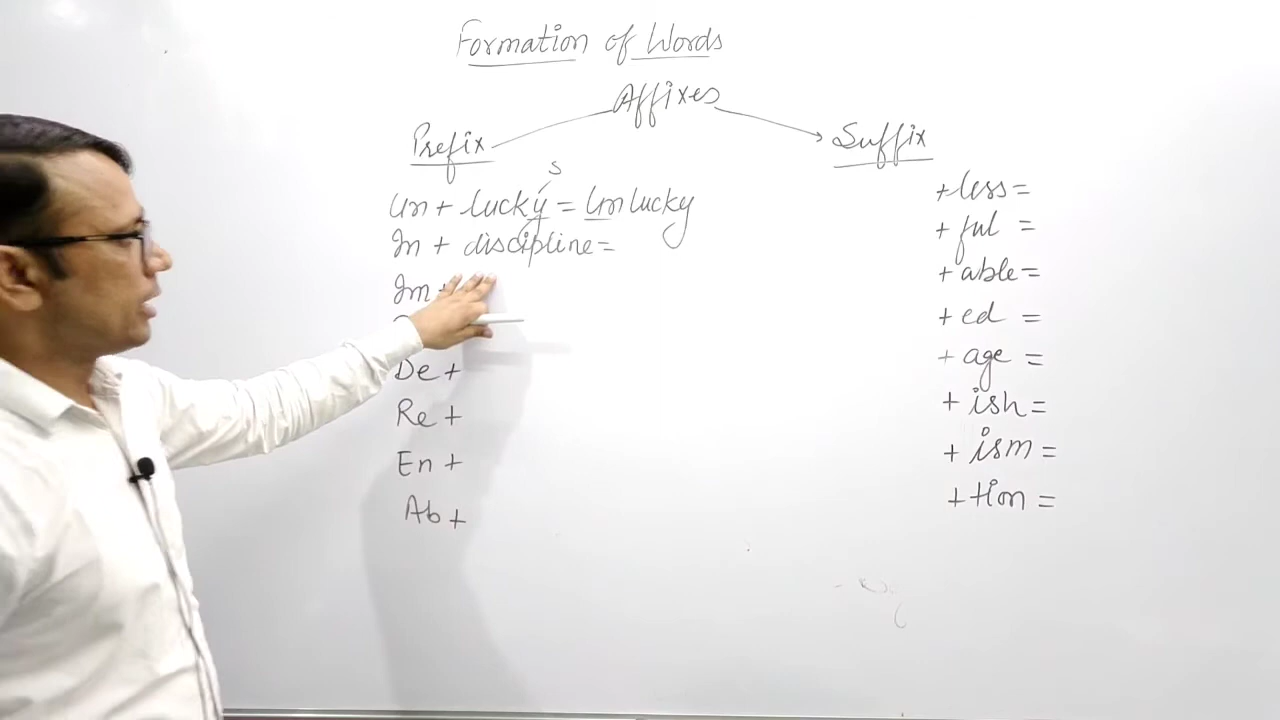 Formation of Words
Affixes
Prefix
Suffix
s
Un + lucky = Unlucky
In + discipline =
Im +
De +
Re +
En +
Ab +
+ less =
+ ful =
+ able =
+ ed =
+ age =
+ ish =
+ ism =
+ tion =